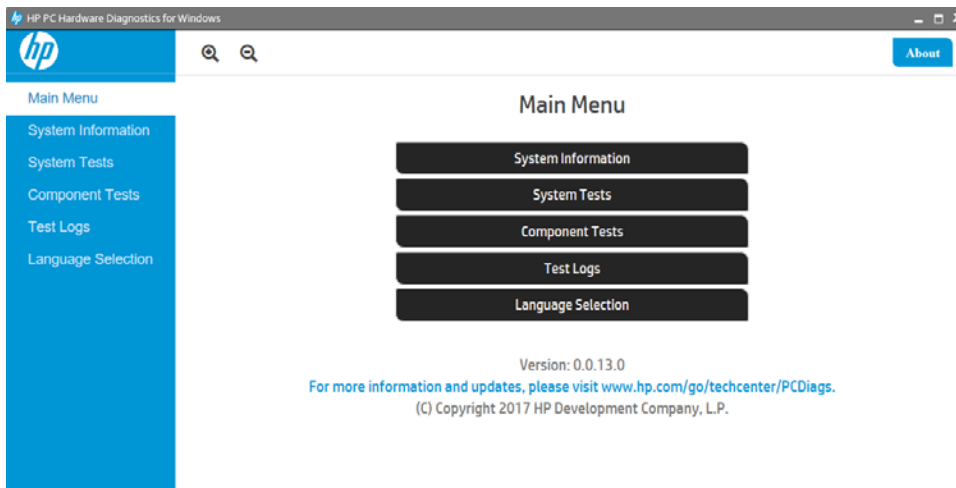 HP PC Hardware Diagnostics for Windows
hp
About
Main Menu
System Information
System Tests
Component Tests
Test Logs
Language Selection
Main Menu
System Information
System Tests
Component Tests
Test Logs
Language Selection
Version: 0.0.13.0
For more information and updates, please visit www.hp.com/go/techcenter/PCDiags.
(C) Copyright 2017 HP Development Company, L.P.